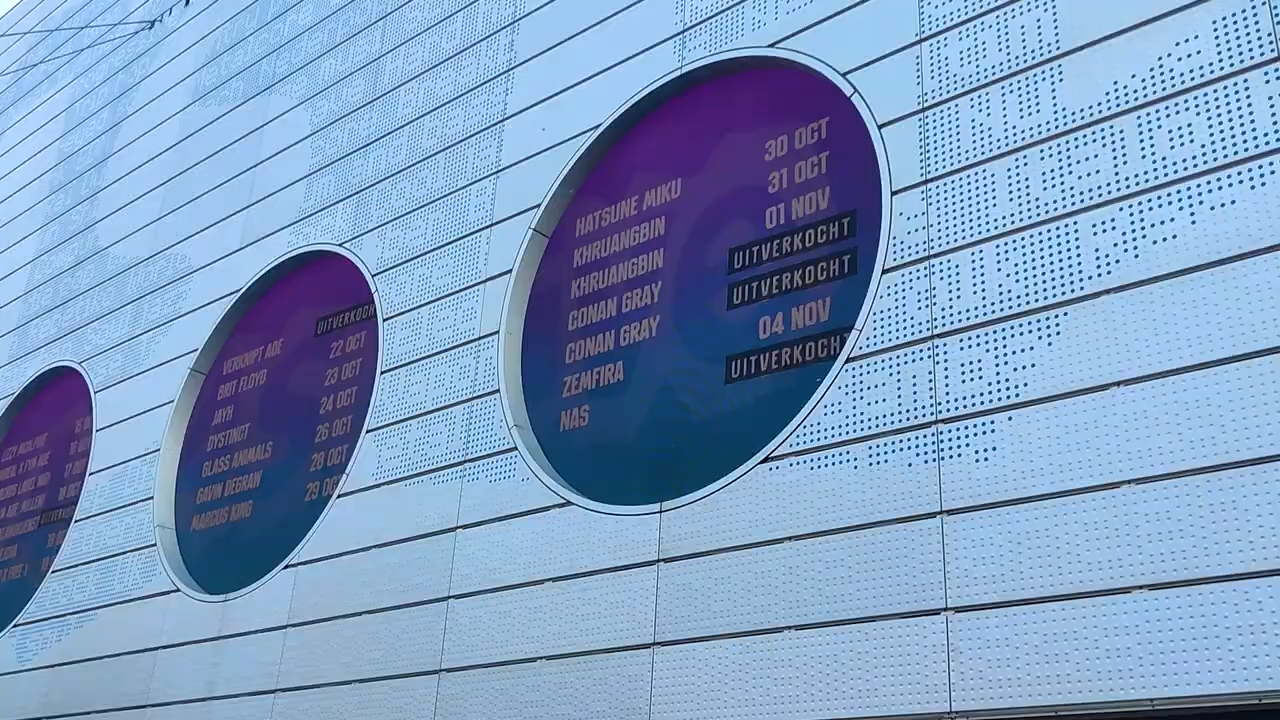 HATSUNE MIKU 30 OCT
KHRUANGBIN 31 OCT
KHRUANGBIN 01 NOV
CONAN GRAY UITVERKOCHT
CONAN GRAY UITVERKOCHT
ZEMFIRA 04 NOV
NAS UITVERKOCHT
VERKNIPT ADE UITVERKOCH
BRIT FLOYD 22 OCT
JAYH 23 OCT
DYSTINCT 24 OCT
GLASS ANIMALS 26 OCT
GAVIN DEGRAW 28 OCT
MARCUS KING 29 OCT